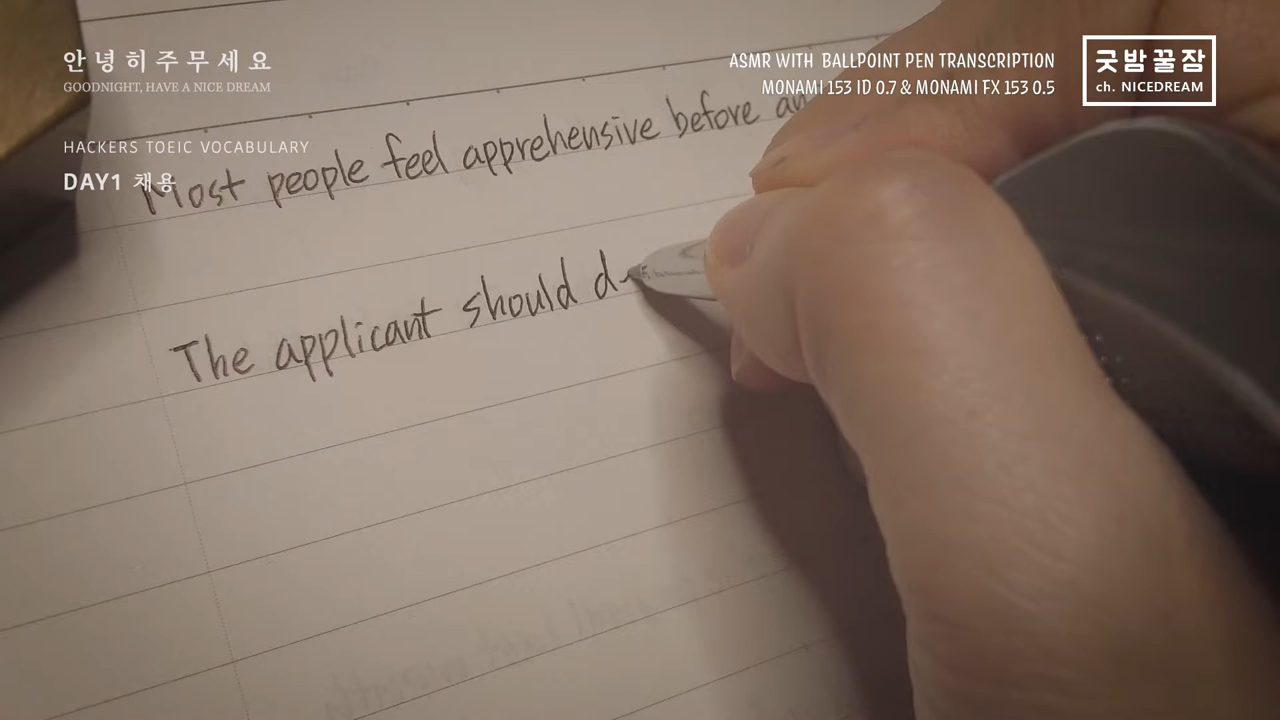 안녕히주무세요
GOODNIGHT, HAVE A NICE DREAM
HACKERS TOEIC VOCABULARY
DAY1 채용
ASMR WITH BALLPOINT PEN TRANSCRIPTION
MONAMI 153 ID 0.7 & MONAMI FX 153 0.5
굿밤꿀잠
ch. NICEDREAM
Most people feel apprehensive before an
The applicant should d